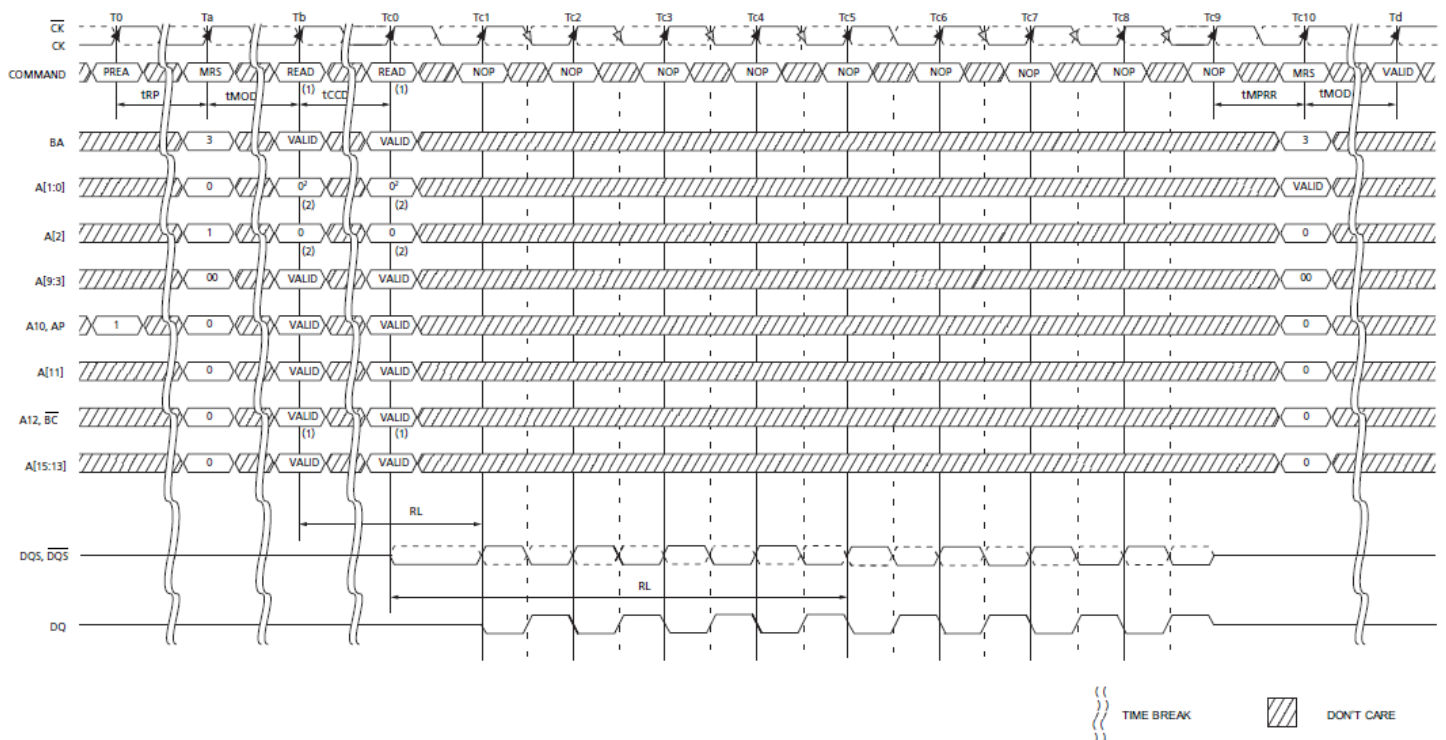 T0 Ta Tb Tc0 Tc1 Tc2 Tc3 Tc4 Tc5 Tc6 Tc7 Tc8 Tc9 Tc10 Td
CK
CK
COMMAND PREA MRS READ READ NOP NOP NOP NOP NOP NOP NOP NOP NOP MRS VALID
(1) (1)
tRP tMOD tCCD tMPRR tMOD
BA 3 VALID VALID 3
A[1:0] 0 0² 0² VALID
(2) (2)
A[2] 1 0 0 0
(2) (2)
A[9:3] 00 VALID VALID 00
A10, AP 1 0 VALID VALID 0
A[11] 0 VALID VALID 0
A12, BC 0 VALID VALID 0
(1) (1)
A[15:13] 0 VALID VALID 0
RL
DQS, DQS
RL
DQ
TIME BREAK DON'T CARE